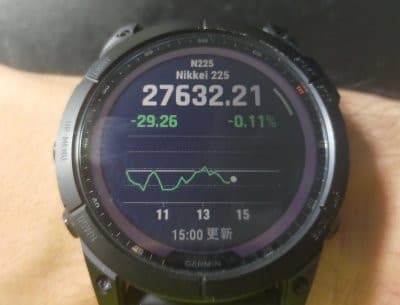 N225
Nikkei 225
27632.21
-29.26 -0.11%
11 13 15
15:00 更新
GARMIN